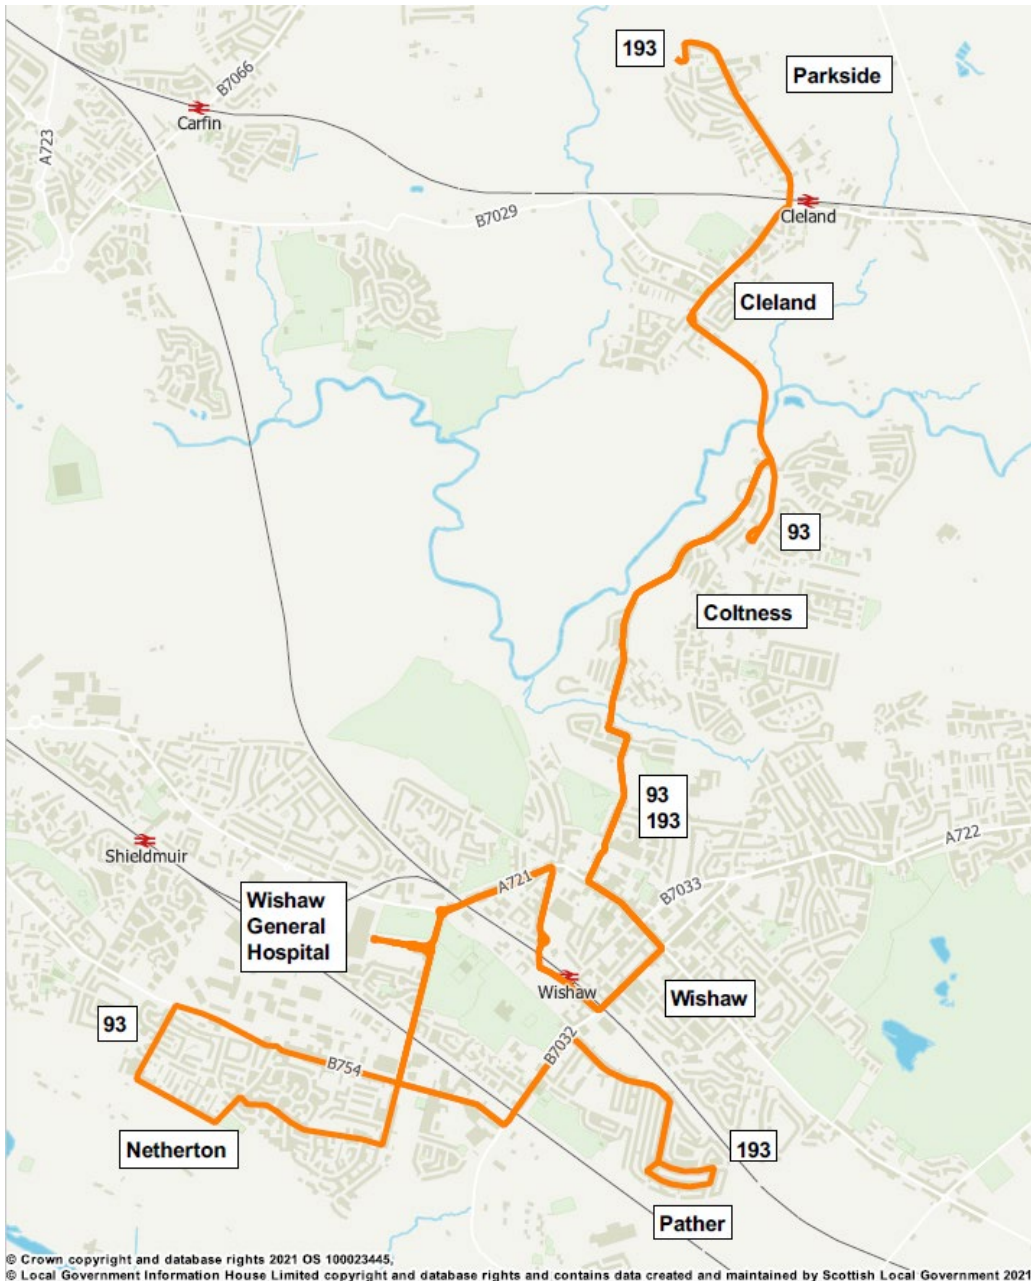 193
Parkside
B7066
Carfin
A723
B7029
Cleland
Cleland
93
Coltness
93
193
A722
Shieldmuir
A721
B7033
Wishaw
General
Hospital
Wishaw
Wishaw
93
B7032
B754
Netherton
193
Pather
© Crown copyright and database rights 2021 OS 100023445,
© Local Government Information House Limited copyright and database rights and contains data created and maintained by Scottish Local Government 2021